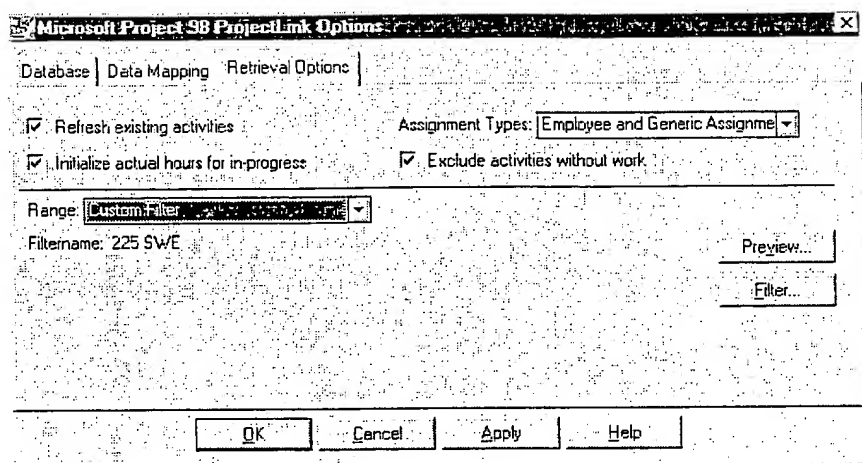 Microsoft Project 98 ProjectLink Options
Database Data Mapping Retrieval Options
Refresh existing activities
Assignment Types: Employee and Generic Assignme
Initialize actual hours for in-progress
Exclude activities without work
Range: Custom Filter
Filtername: 225 SWE
Preview...
Filter...
OK Cancel Apply Help